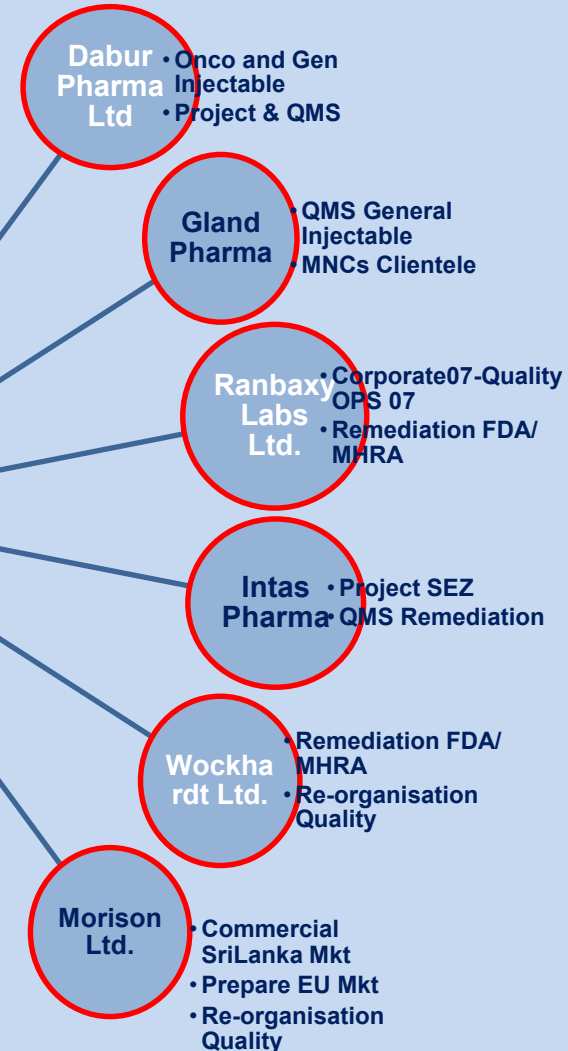 Dabur
Pharma
Ltd
• Onco and Gen
Injectable
• Project & QMS
Gland
Pharma
• QMS General
Injectable
• MNCs Clientele
Ranbaxy
Labs
Ltd.
• Corporate07-Quality
OPS 07
• Remediation FDA/
MHRA
Intas
Pharma
• Project SEZ
• QMS Remediation
Wockha
rdt Ltd.
• Remediation FDA/
MHRA
• Re-organisation
Quality
Morison
Ltd.
• Commercial
SriLanka Mkt
• Prepare EU Mkt
• Re-organisation
Quality